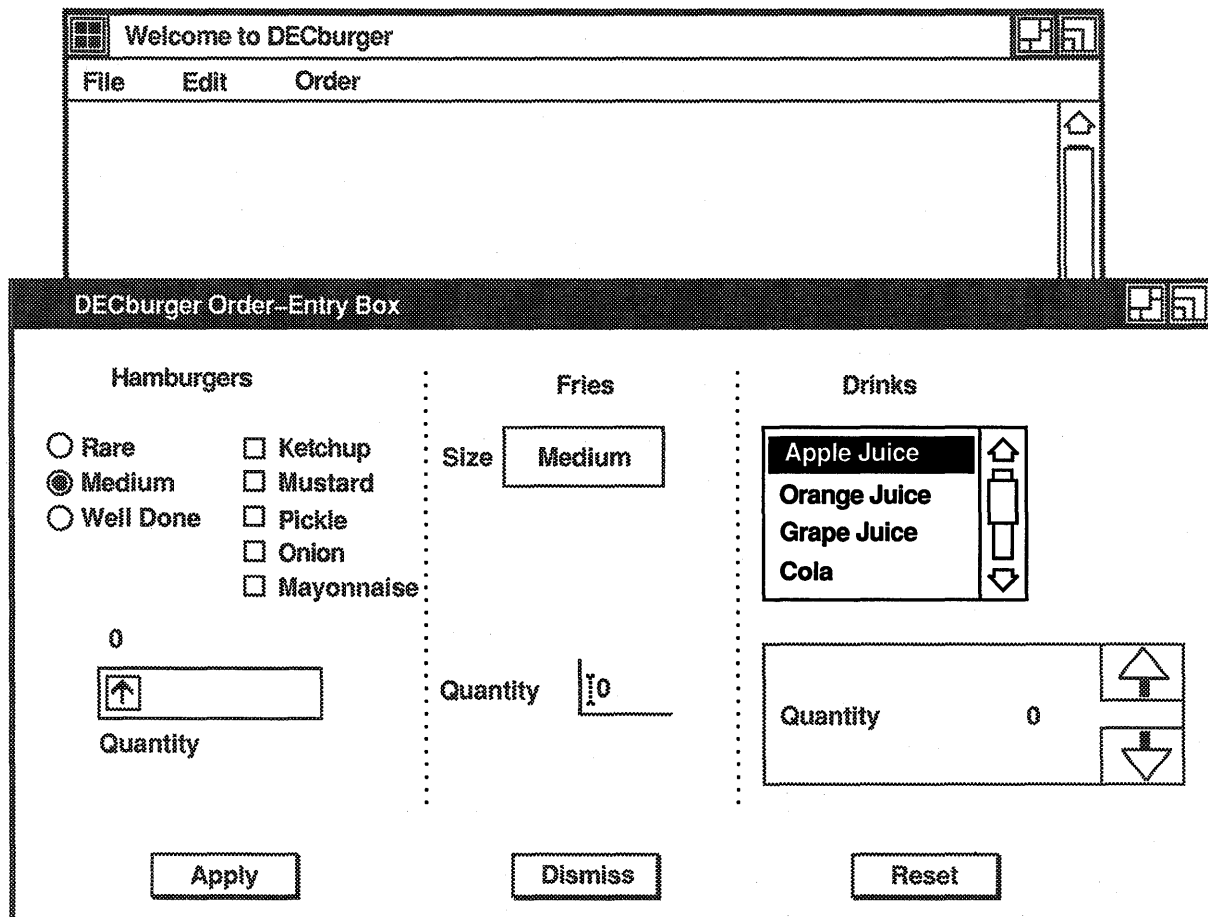 Welcome to DECburger
File Edit Order
DECburger Order–Entry Box
Hamburgers
Rare
Medium
Well Done
Ketchup
Mustard
Pickle
Onion
Mayonnaise
0
Quantity
Fries
Size Medium
Quantity 0
Drinks
Apple Juice
Orange Juice
Grape Juice
Cola
Quantity 0
Apply
Dismiss
Reset